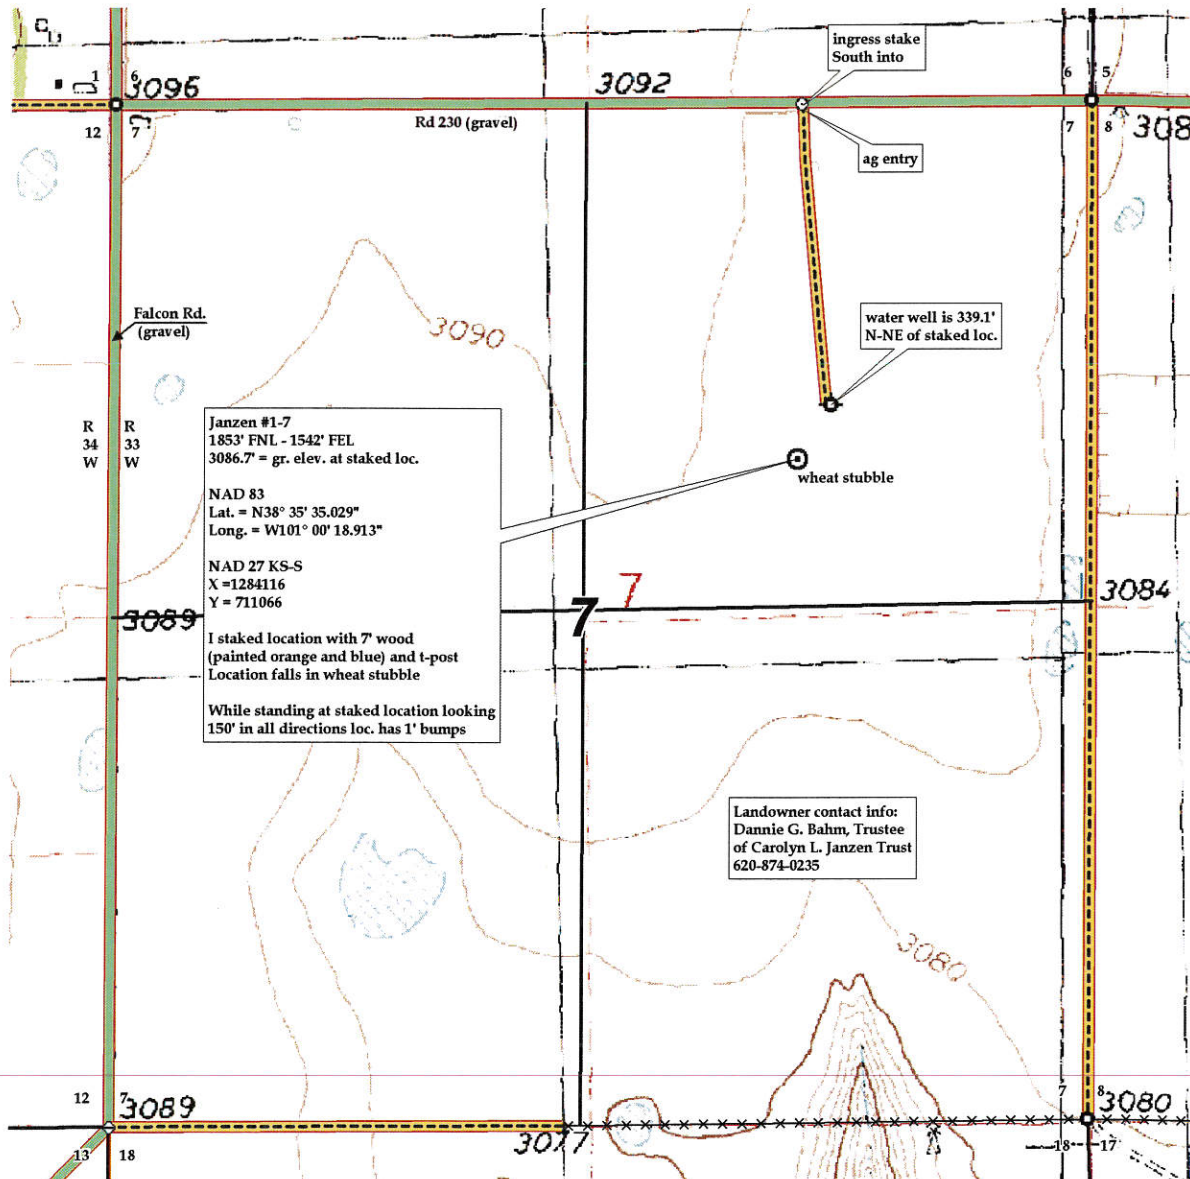 ingress stake
South into
1
6
3096
3092
6
5
12
7
Rd 230 (gravel)
ag entry
7
8
308
Falcon Rd.
(gravel)
3090
water well is 339.1'
N-NE of staked loc.
R
34
W
R
33
W
Janzen #1-7
1853' FNL - 1542' FEL
3086.7' = gr. elev. at staked loc.
NAD 83
Lat. = N38° 35' 35.029"
Long. = W101° 00' 18.913"
NAD 27 KS-S
X =1284116
Y = 711066
I staked location with 7' wood
(painted orange and blue) and t-post
Location falls in wheat stubble
While standing at staked location looking
150' in all directions loc. has 1' bumps
wheat stubble
3089
7
7
3084
Landowner contact info:
Dannie G. Bahm, Trustee
of Carolyn L. Janzen Trust
620-874-0235
3080
12
7
3089
7
8
3080
3077
13
18
18
17